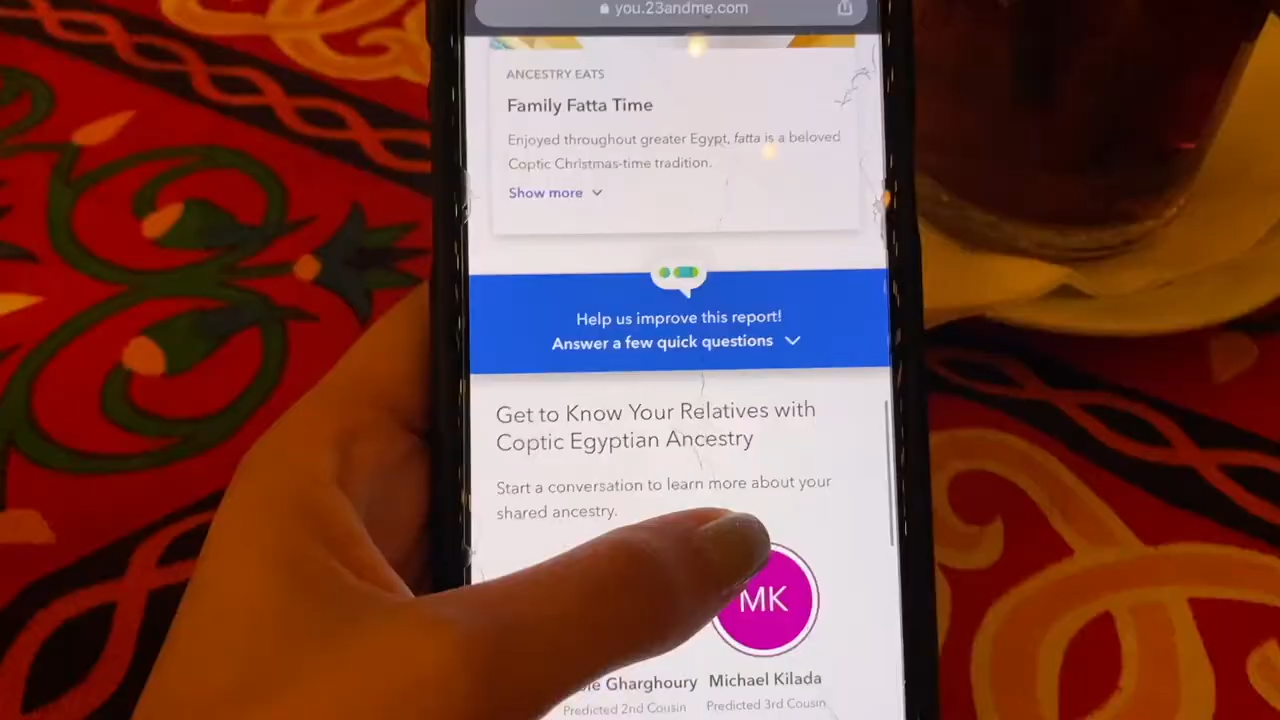 you.23andme.com
ANCESTRY EATS
Family Fatta Time
Enjoyed throughout greater Egypt, fatta is a beloved
Coptic Christmas-time tradition.
Show more
Help us improve this report!
Answer a few quick questions
Get to Know Your Relatives with
Coptic Egyptian Ancestry
Start a conversation to learn more about your
shared ancestry.
MK
Gharghoury Michael Kilada
Predicted 2nd Cousin Predicted 3rd Cousin